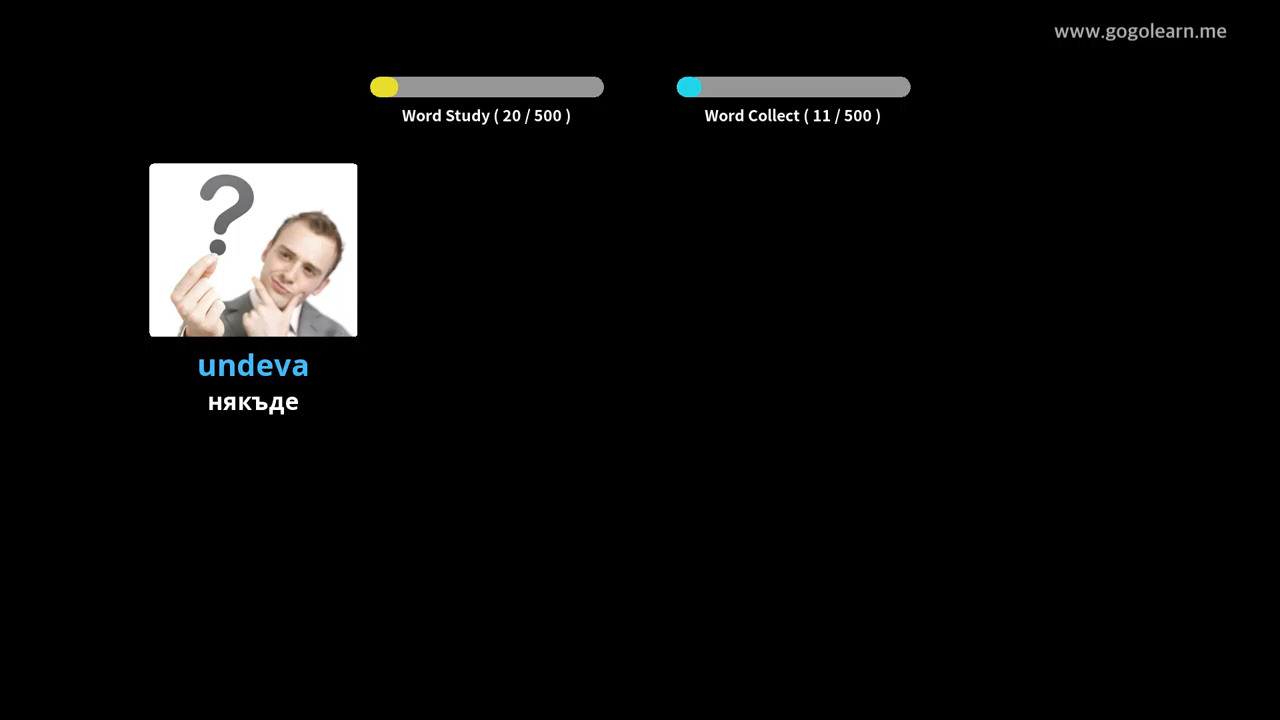 www.gogolearn.me
Word Study ( 20 / 500 )
Word Collect ( 11 / 500 )
?
undeva
някъде